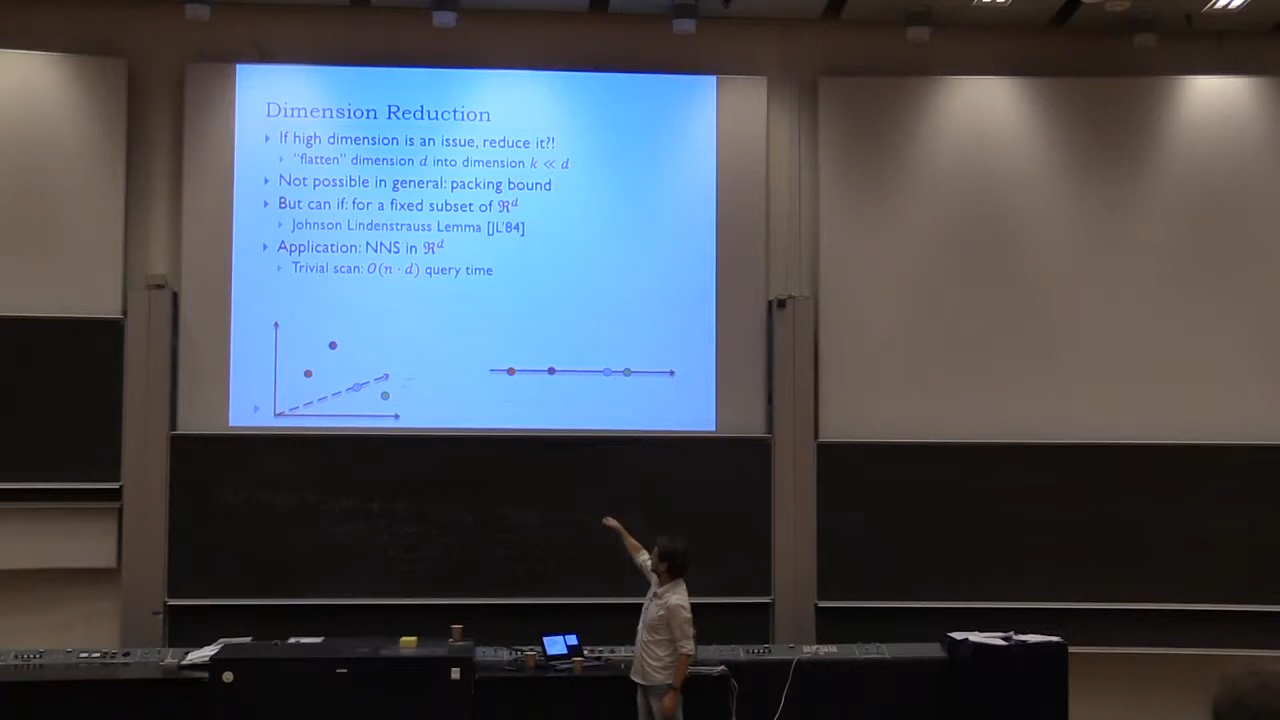 Dimension Reduction
If high dimension is an issue, reduce it?!
"flatten" dimension d into dimension k ≪ d
Not possible in general: packing bound
But can if: for a fixed subset of ℜᵈ
Johnson Lindenstrauss Lemma [JL'84]
Application: NNS in ℜᵈ
Trivial scan: O(n · d) query time